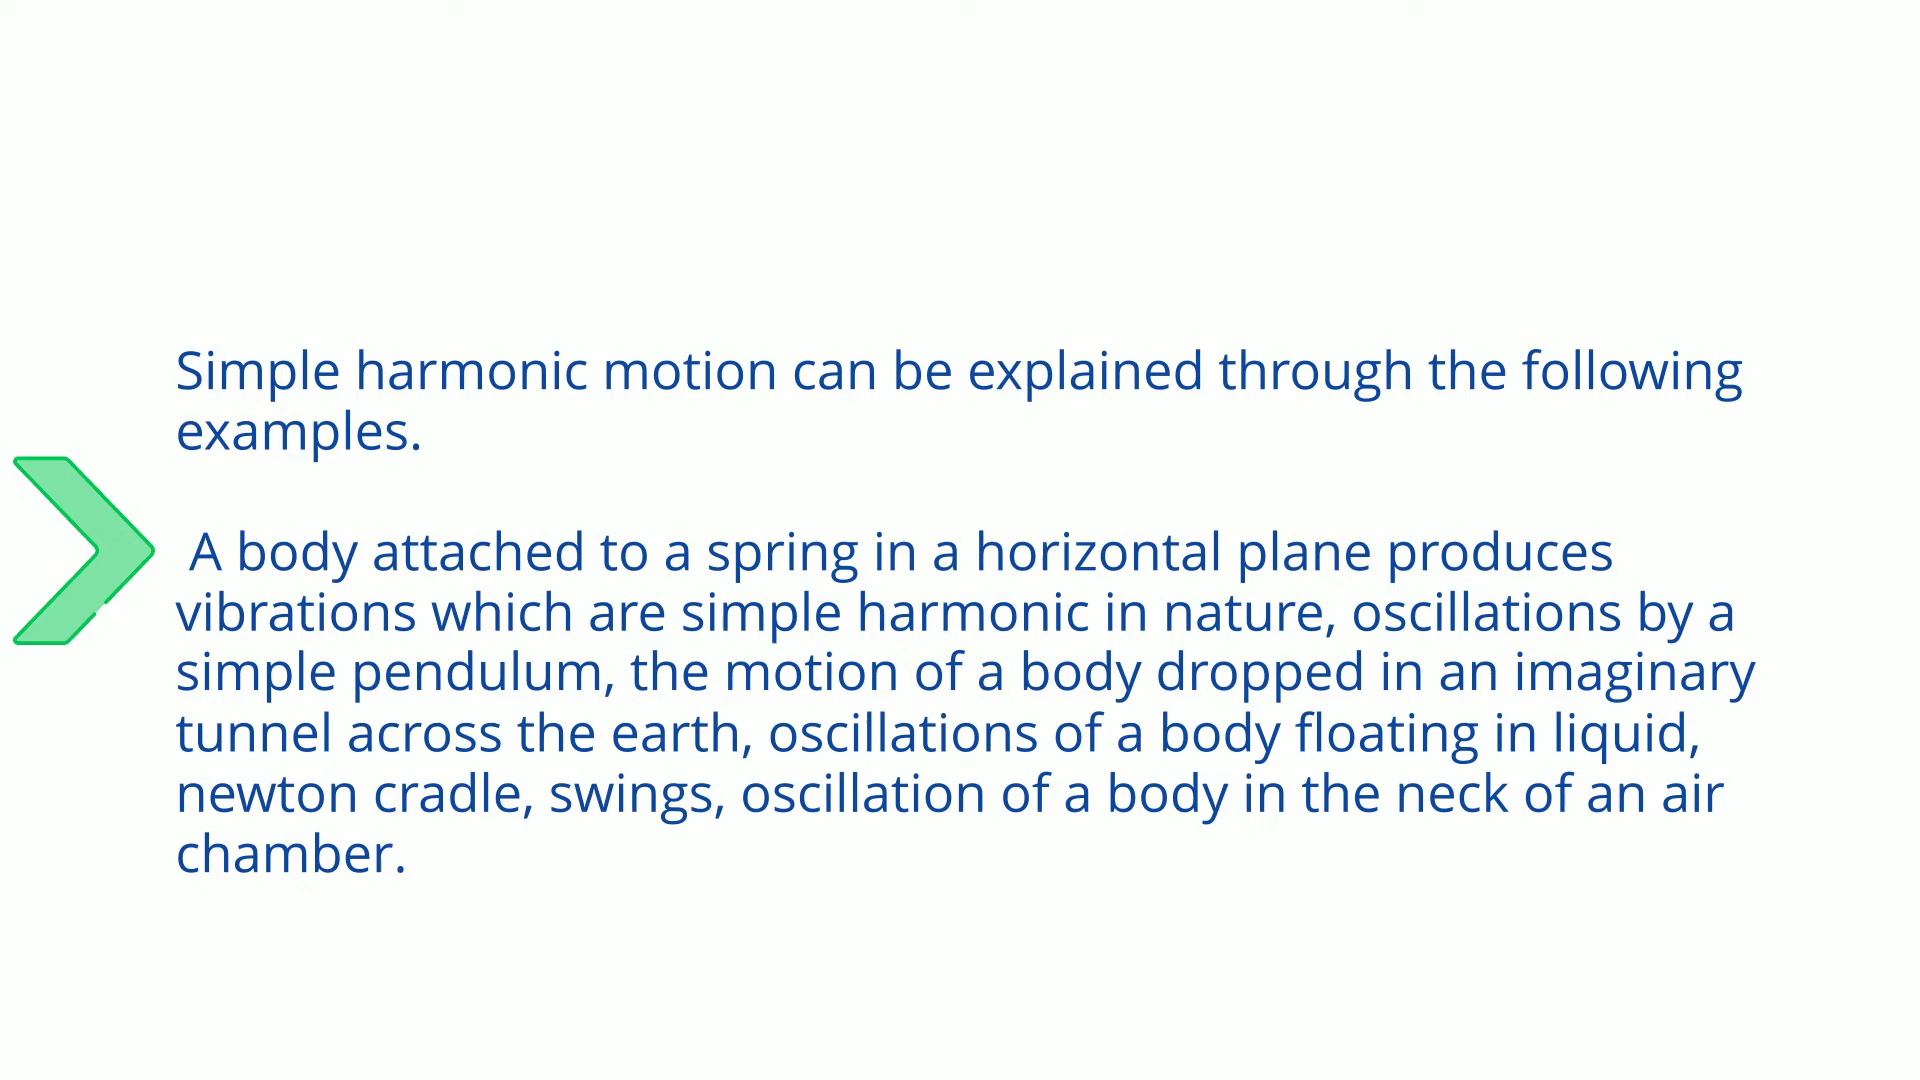 Simple harmonic motion can be explained through the following
examples.
A body attached to a spring in a horizontal plane produces
vibrations which are simple harmonic in nature, oscillations by a
simple pendulum, the motion of a body dropped in an imaginary
tunnel across the earth, oscillations of a body floating in liquid,
newton cradle, swings, oscillation of a body in the neck of an air
chamber.